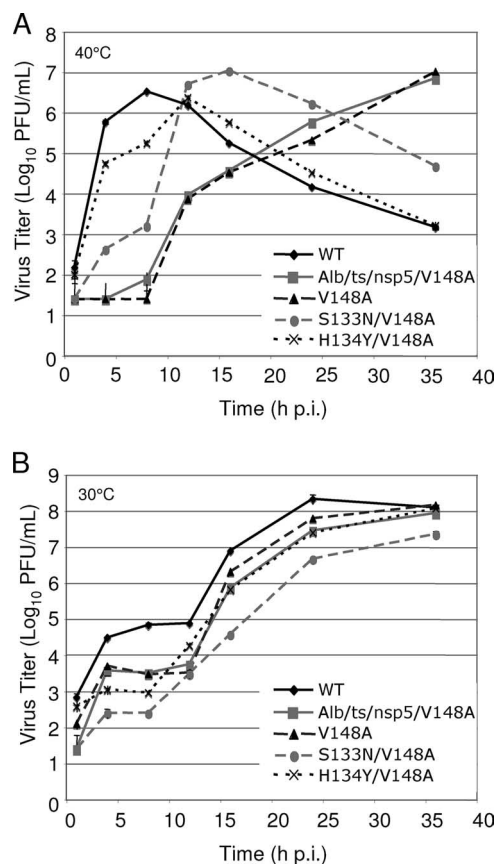 A
40°C
Virus Titer (Log10 PFU/mL)
8
7
6
5
4
3
2
1
0
WT
Alb/ts/nsp5/V148A
V148A
S133N/V148A
H134Y/V148A
0 5 10 15 20 25 30 35 40
Time (h p.i.)
B
30°C
Virus Titer (Log10 PFU/mL)
9
8
7
6
5
4
3
2
1
0
WT
Alb/ts/nsp5/V148A
V148A
S133N/V148A
H134Y/V148A
0 5 10 15 20 25 30 35 40
Time (h p.i.)